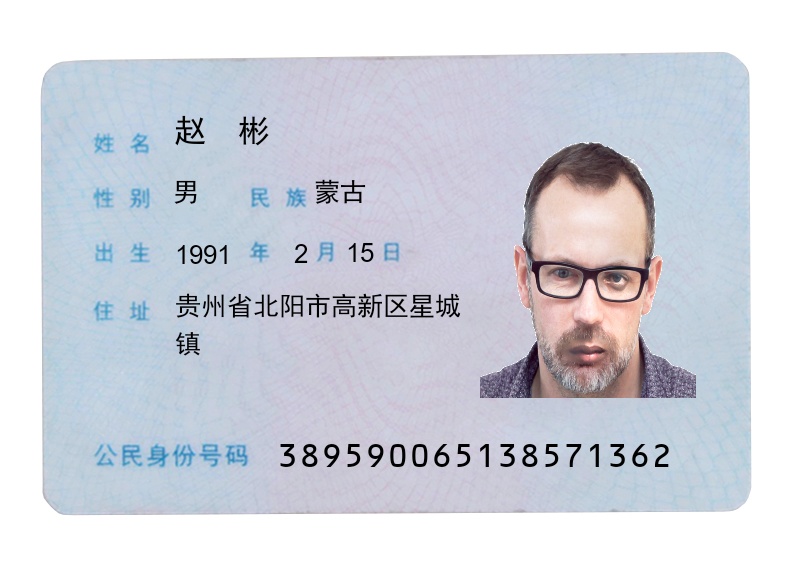 姓名 赵 彬
性别 男 民族 蒙古
出生 1991 年 2 月 15 日
住址 贵州省北阳市高新区星城
镇
公民身份号码 389590065138571362